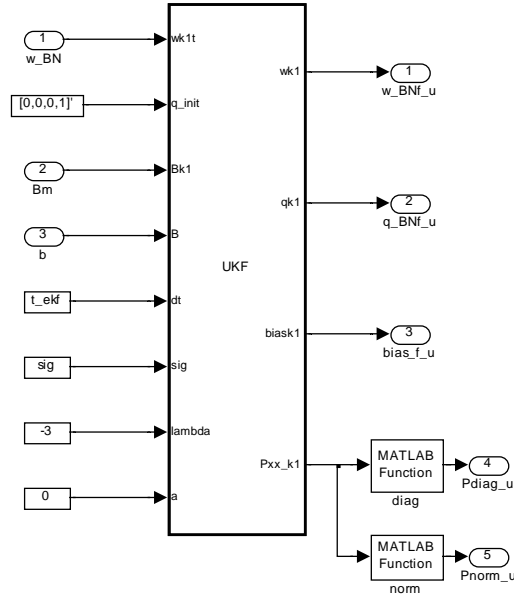 1
w_BN
wk1t
[0,0,0,1]'
q_init
2
Bm
Bk1
3
b
B
t_ekf
dt
sig
sig
-3
lambda
0
a
UKF
wk1
1
w_BNf_u
qk1
2
q_BNf_u
biask1
3
bias_f_u
Pxx_k1
MATLAB
Function
diag
4
Pdiag_u
MATLAB
Function
norm
5
Pnorm_u